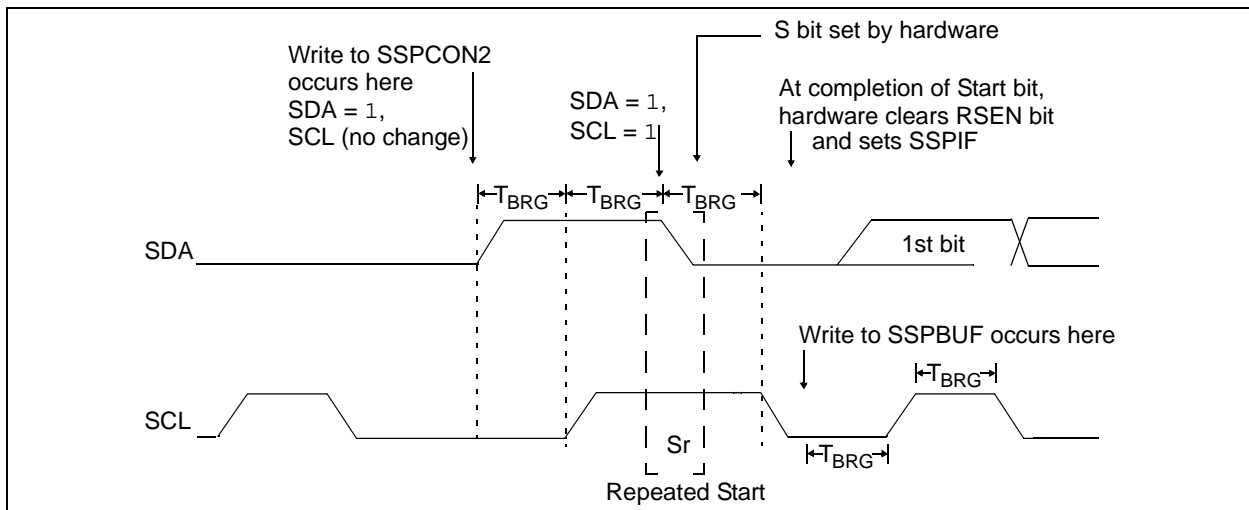 S bit set by hardware
Write to SSPCON2
occurs here
SDA = 1,
SCL (no change)
SDA = 1,
SCL = 1
At completion of Start bit,
hardware clears RSEN bit
and sets SSPIF
TBRG
TBRG
TBRG
SDA
1st bit
Write to SSPBUF occurs here
TBRG
SCL
Sr
TBRG
Repeated Start